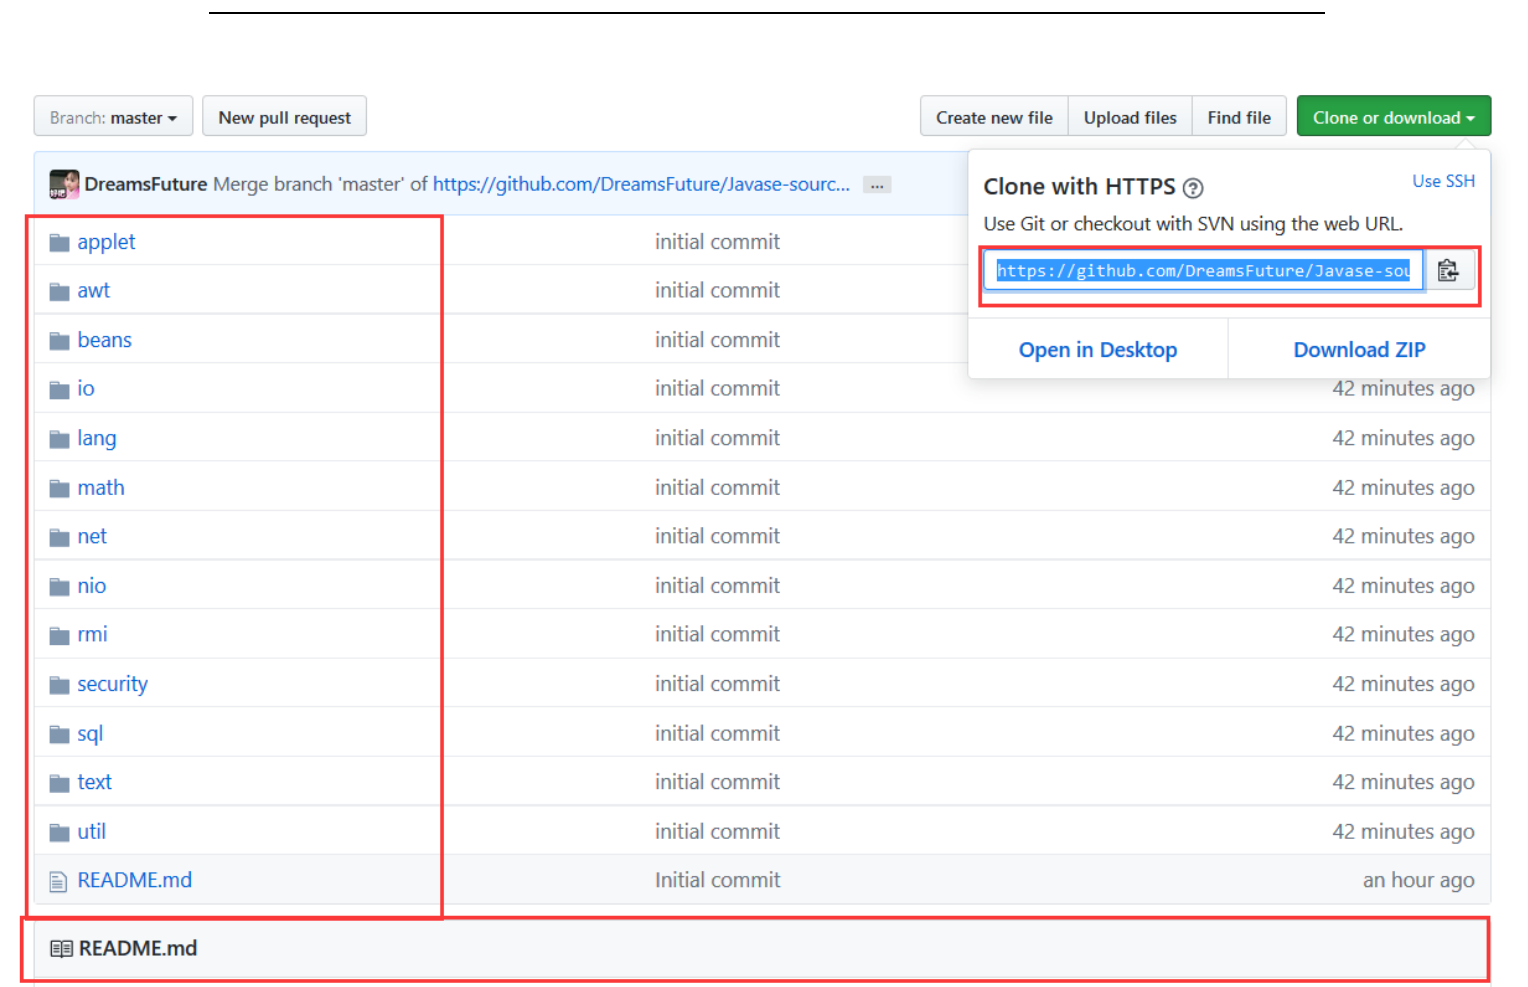 Branch: master New pull request Create new file Upload files Find file Clone or download
DreamsFuture Merge branch 'master' of https://github.com/DreamsFuture/Javase-sourc... ...
Clone with HTTPS ? Use SSH
Use Git or checkout with SVN using the web URL.
https://github.com/DreamsFuture/Javase-sou
Open in Desktop Download ZIP
applet initial commit
awt initial commit
beans initial commit
io initial commit 42 minutes ago
lang initial commit 42 minutes ago
math initial commit 42 minutes ago
net initial commit 42 minutes ago
nio initial commit 42 minutes ago
rmi initial commit 42 minutes ago
security initial commit 42 minutes ago
sql initial commit 42 minutes ago
text initial commit 42 minutes ago
util initial commit 42 minutes ago
README.md Initial commit an hour ago
README.md